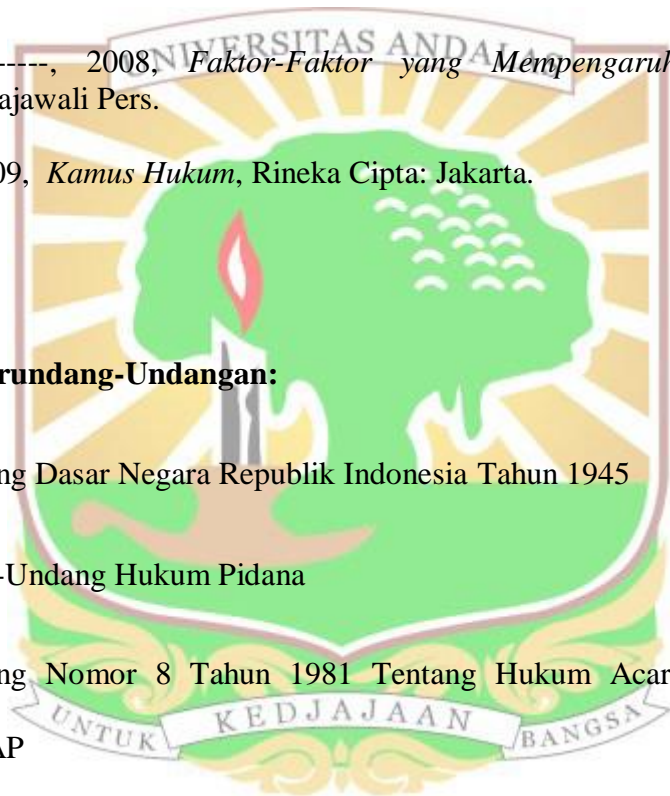 UNIVERSITAS ANDALAS
------, 2008, Faktor-Faktor yang Mempengaruh
ajawali Pers.
09, Kamus Hukum, Rineka Cipta: Jakarta.
rundang-Undangan:
ng Dasar Negara Republik Indonesia Tahun 1945
-Undang Hukum Pidana
ng Nomor 8 Tahun 1981 Tentang Hukum Acar
UNTUK KEDJAJAAN BANGSA
AP